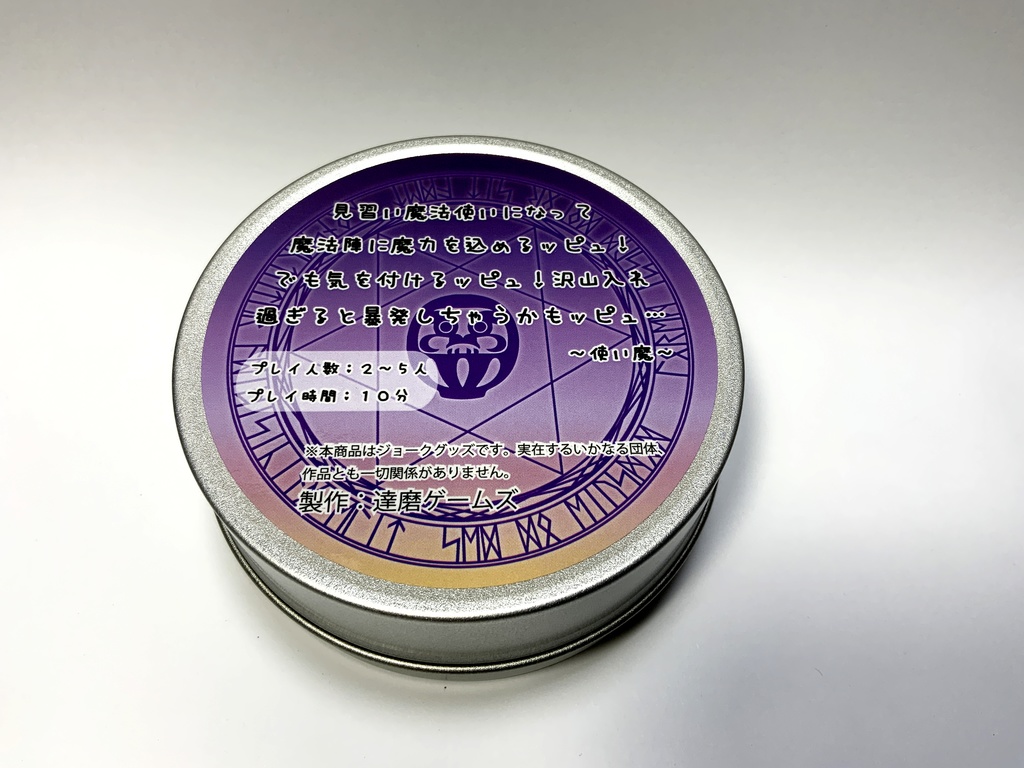 見習い魔法使いになって
魔法陣に魔力を込めるッピュ！
でも気を付けるッピュ！沢山入れ
過ぎると暴発しちゃうかもッピュ…
～使い魔～
プレイ人数：２～５人
プレイ時間：１０分
※本商品はジョークグッズです。実在するいかなる団体、
作品とも一切関係がありません。
製作：達磨ゲームズ